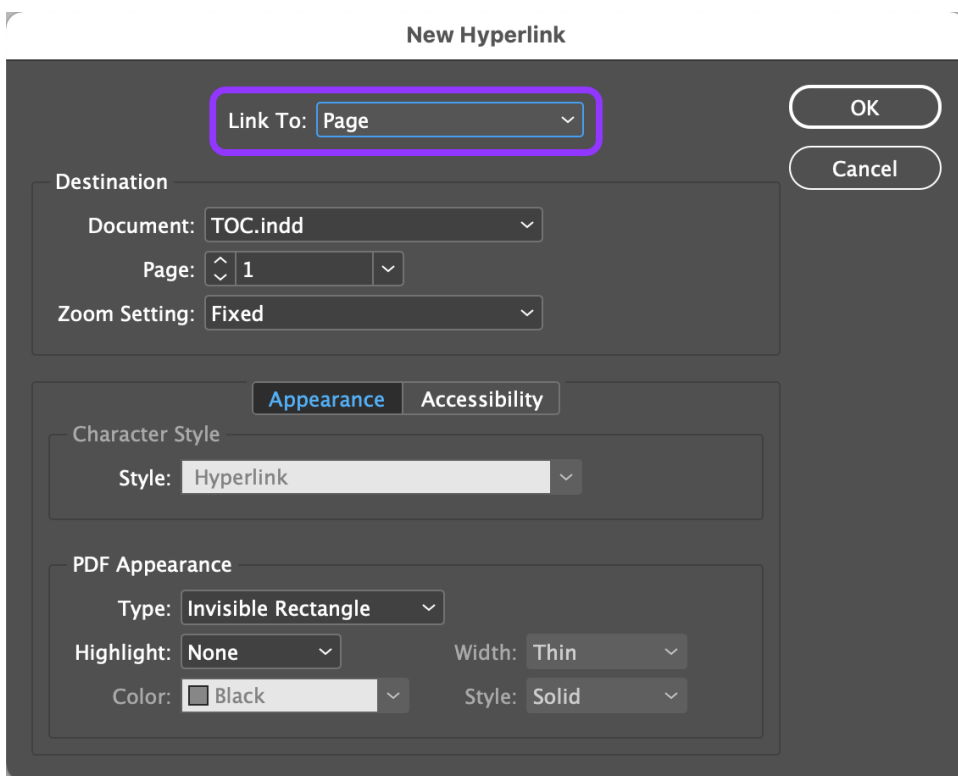 New Hyperlink
Link To: Page
OK
Cancel
Destination
Document: TOC.indd
Page: 1
Zoom Setting: Fixed
Appearance Accessibility
Character Style
Style: Hyperlink
PDF Appearance
Type: Invisible Rectangle
Highlight: None Width: Thin
Color: Black Style: Solid